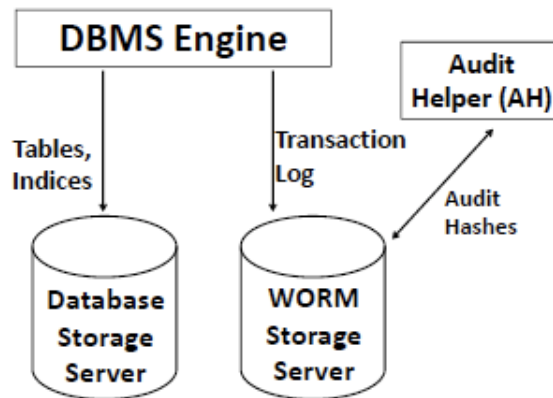 DBMS Engine
Audit
Helper (AH)
Tables,
Indices
Transaction
Log
Audit
Hashes
Database
Storage
Server
WORM
Storage
Server